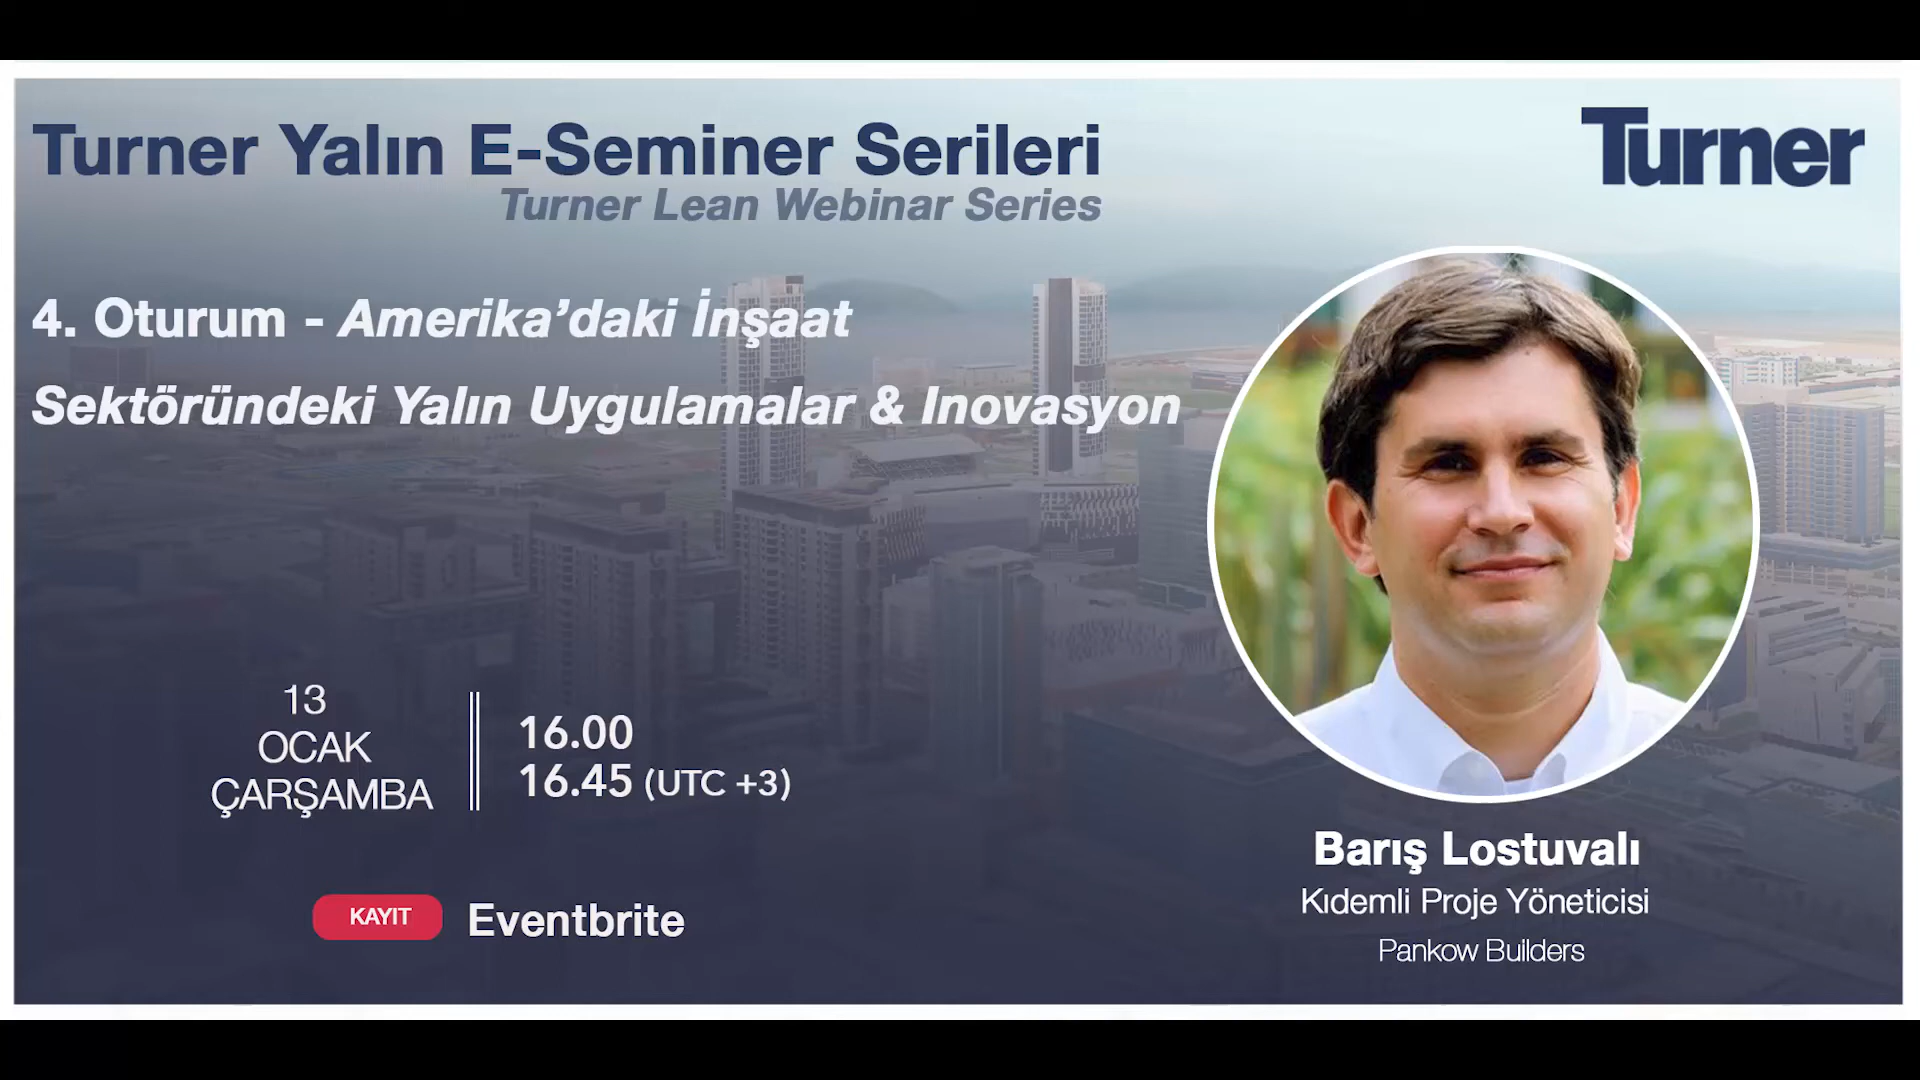 Turner Yalın E-Seminer Serileri
Turner Lean Webinar Series
Turner
4. Oturum - Amerika’daki İnşaat
Sektöründeki Yalın Uygulamalar & Inovasyon
13
OCAK
ÇARŞAMBA
16.00
16.45 (UTC +3)
KAYIT Eventbrite
Barış Lostuvalı
Kıdemli Proje Yöneticisi
Pankow Builders